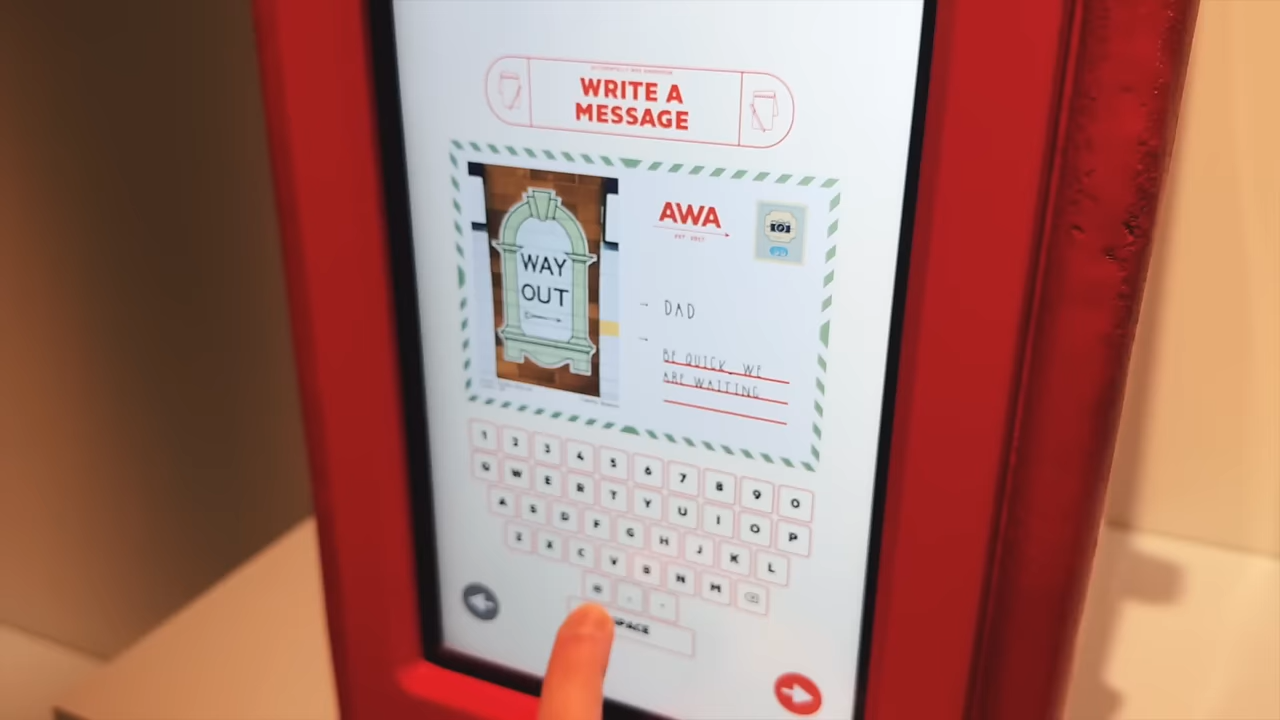 WRITE A
MESSAGE
WAY
OUT
AWA
DAD
BE QUICK. WE
ARE WAITING
1 2 3 4 5 6 7 8 9 0
Q W E R T Y U I O P
A S D F G H J K L
Z X C V B N M
SPACE